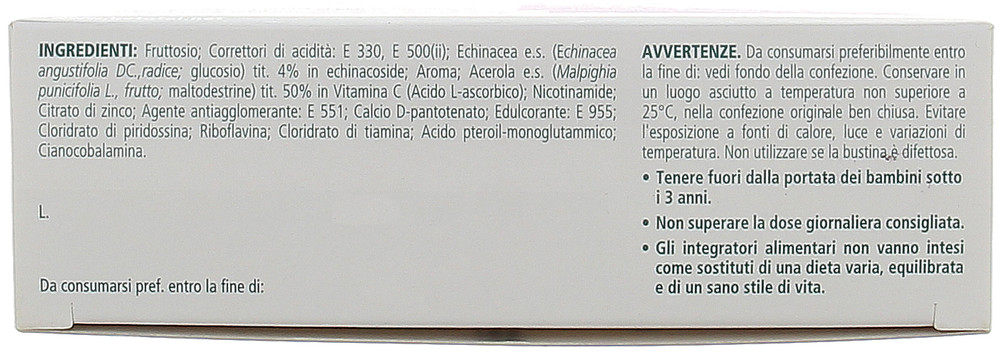 INGREDIENTI: Fruttosio; Correttori di acidità: E 330, E 500(ii); Echinacea e.s. (Echinacea
angustifolia DC.,radice; glucosio) tit. 4% in echinacoside; Aroma; Acerola e.s. (Malpighia
punicifolia L., frutto; maltodestrine) tit. 50% in Vitamina C (Acido L-ascorbico); Nicotinamide;
Citrato di zinco; Agente antiagglomerante: E 551; Calcio D-pantotenato; Edulcorante: E 955;
Cloridrato di piridossina; Riboflavina; Cloridrato di tiamina; Acido pteroil-monoglutammico;
Cianocobalamina.
L.
Da consumarsi pref. entro la fine di:
AVVERTENZE. Da consumarsi preferibilmente entro
la fine di: vedi fondo della confezione. Conservare in
un luogo asciutto a temperatura non superiore a
25°C, nella confezione originale ben chiusa. Evitare
l'esposizione a fonti di calore, luce e variazioni di
temperatura. Non utilizzare se la bustina è difettosa.
• Tenere fuori dalla portata dei bambini sotto
i 3 anni.
• Non superare la dose giornaliera consigliata.
• Gli integratori alimentari non vanno intesi
come sostituti di una dieta varia, equilibrata
e di un sano stile di vita.